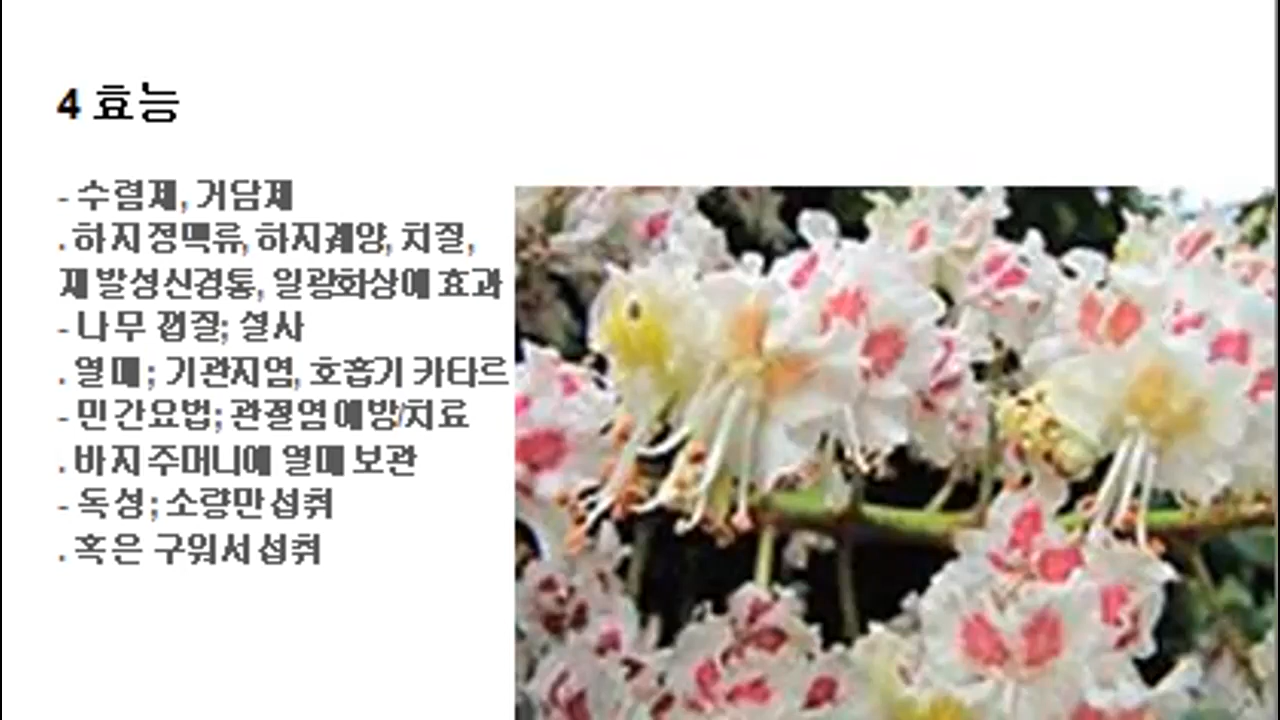 4 효능
- 수렴제, 거담제
. 하지정맥류, 하지궤양, 치질,
재발성신경통, 일광화상에 효과
- 나무 껍질; 설사
. 열매; 기관지염, 호흡기 카타르
- 민간요법; 관절염 예방/치료
. 바지 주머니에 열매 보관
- 독성; 소량만 섭취
. 혹은 구워서 섭취